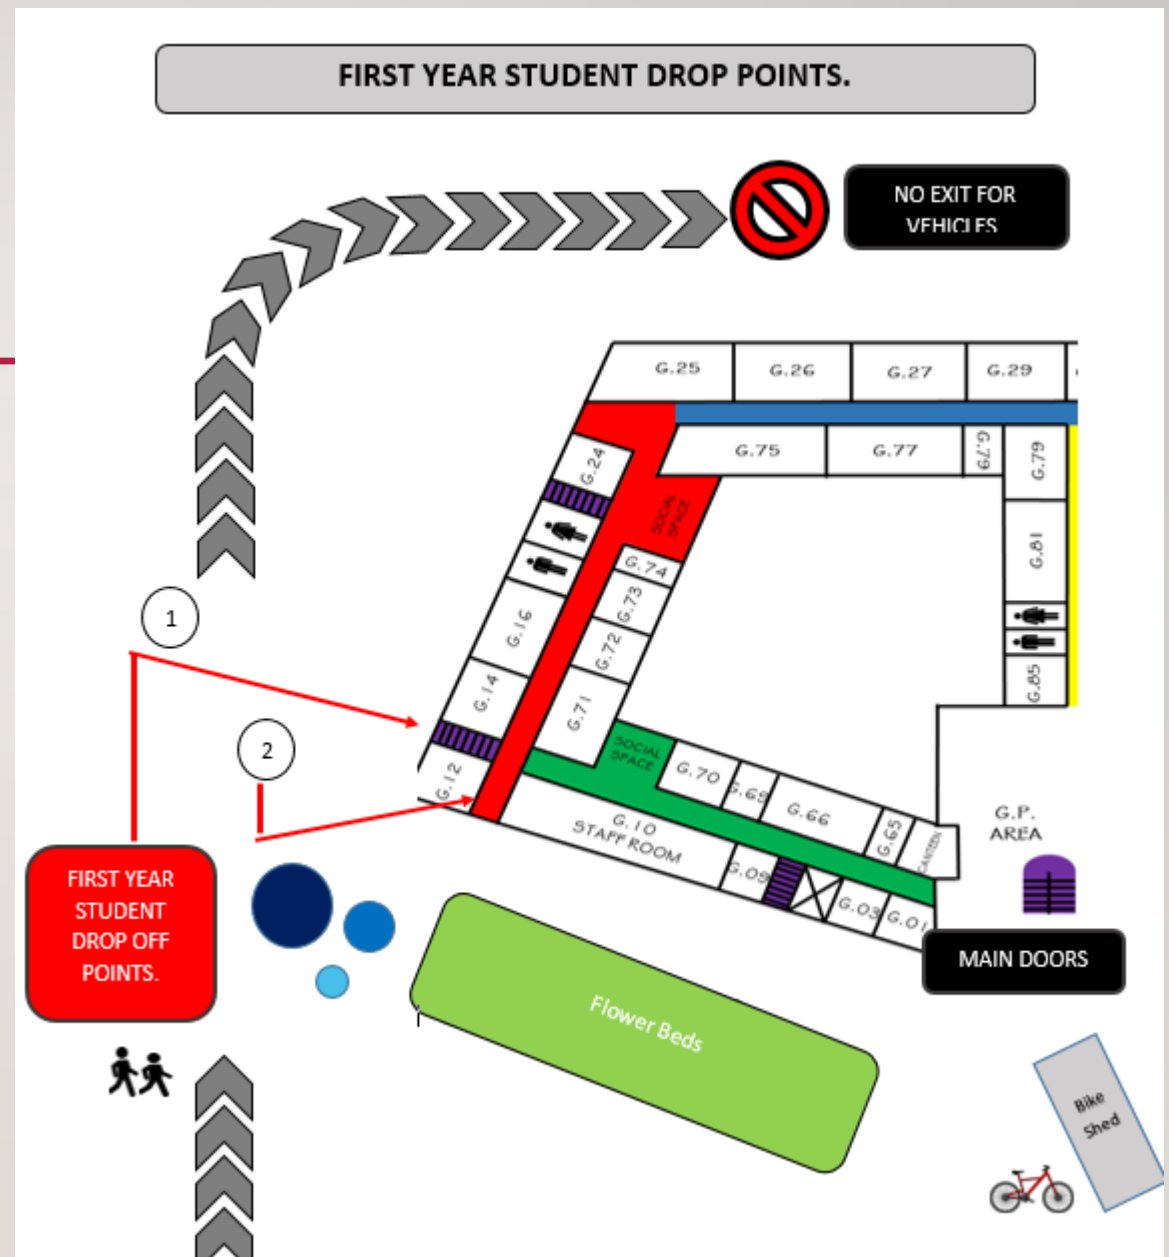 FIRST YEAR STUDENT DROP POINTS.
NO EXIT FOR
VEHICLES
G.25
G.26
G.27
G.29
G.24
G.75
G.77
G.79
G.79
SOCIAL
SPACE
G.74
G.73
G.81
1
G.16
G.72
G.14
G.71
G.85
2
G.12
SOCIAL
SPACE
G.70
G.69
G.66
G.65
CANTEEN
G.P.
AREA
G.10
STAFF ROOM
G.09
G.03
G.01
FIRST YEAR
STUDENT
DROP OFF
POINTS.
MAIN DOORS
Flower Beds
Bike
Shed